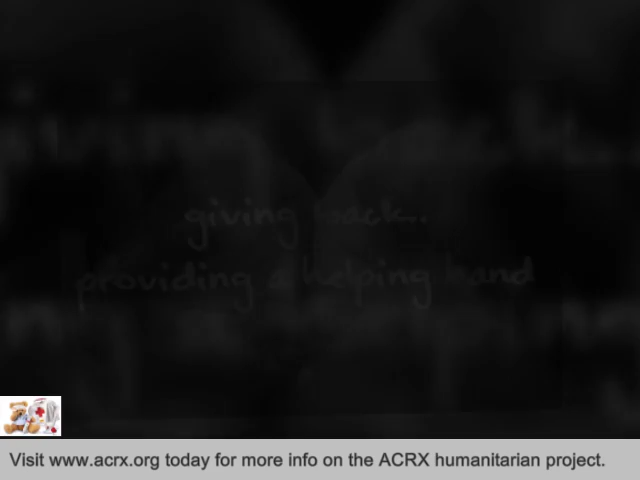 giving back.
providing a helping hand
Visit www.acrx.org today for more info on the ACRX humanitarian project.